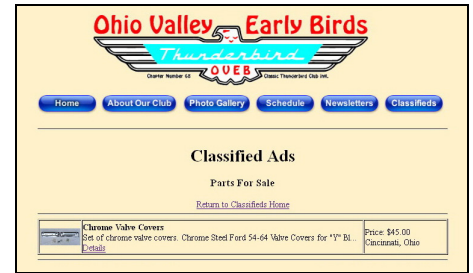 Ohio Valley Early Birds
Thunderbird
OVEB
Chapter Number 68 Classic Thunderbird Club Intl.
Home About Our Club Photo Gallery Schedule Newsletters Classifieds
Classified Ads
Parts For Sale
Return to Classifieds Home
Chrome Valve Covers
Set of chrome valve covers. Chrome Steel Ford 54-64 Valve Covers for "Y" Bl...
Details
Price: $45.00
Cincinnati, Ohio